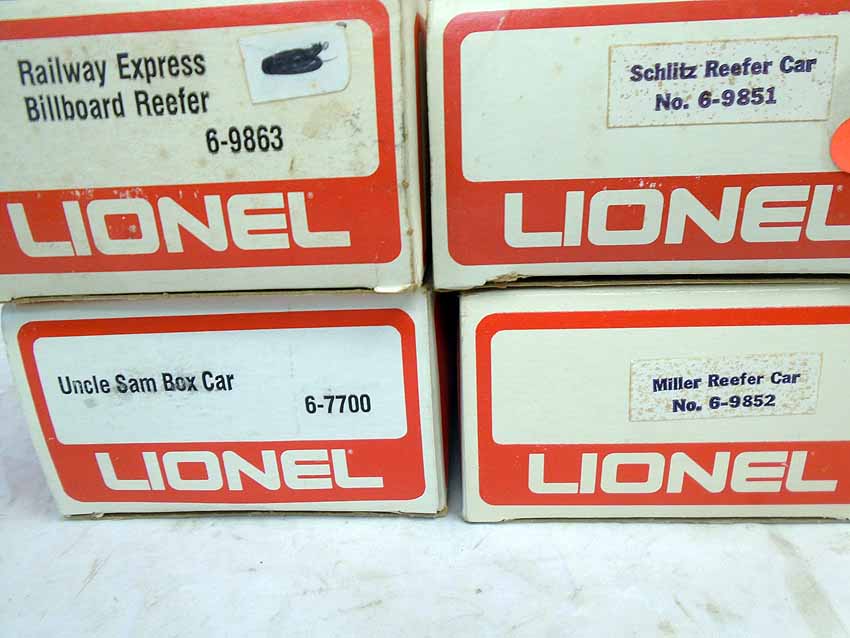 Railway Express
Billboard Reefer
6-9863
LIONEL
Schlitz Reefer Car
No. 6-9851
LIONEL
Uncle Sam Box Car
6-7700
LIONEL
Miller Reefer Car
No. 6-9852
LIONEL